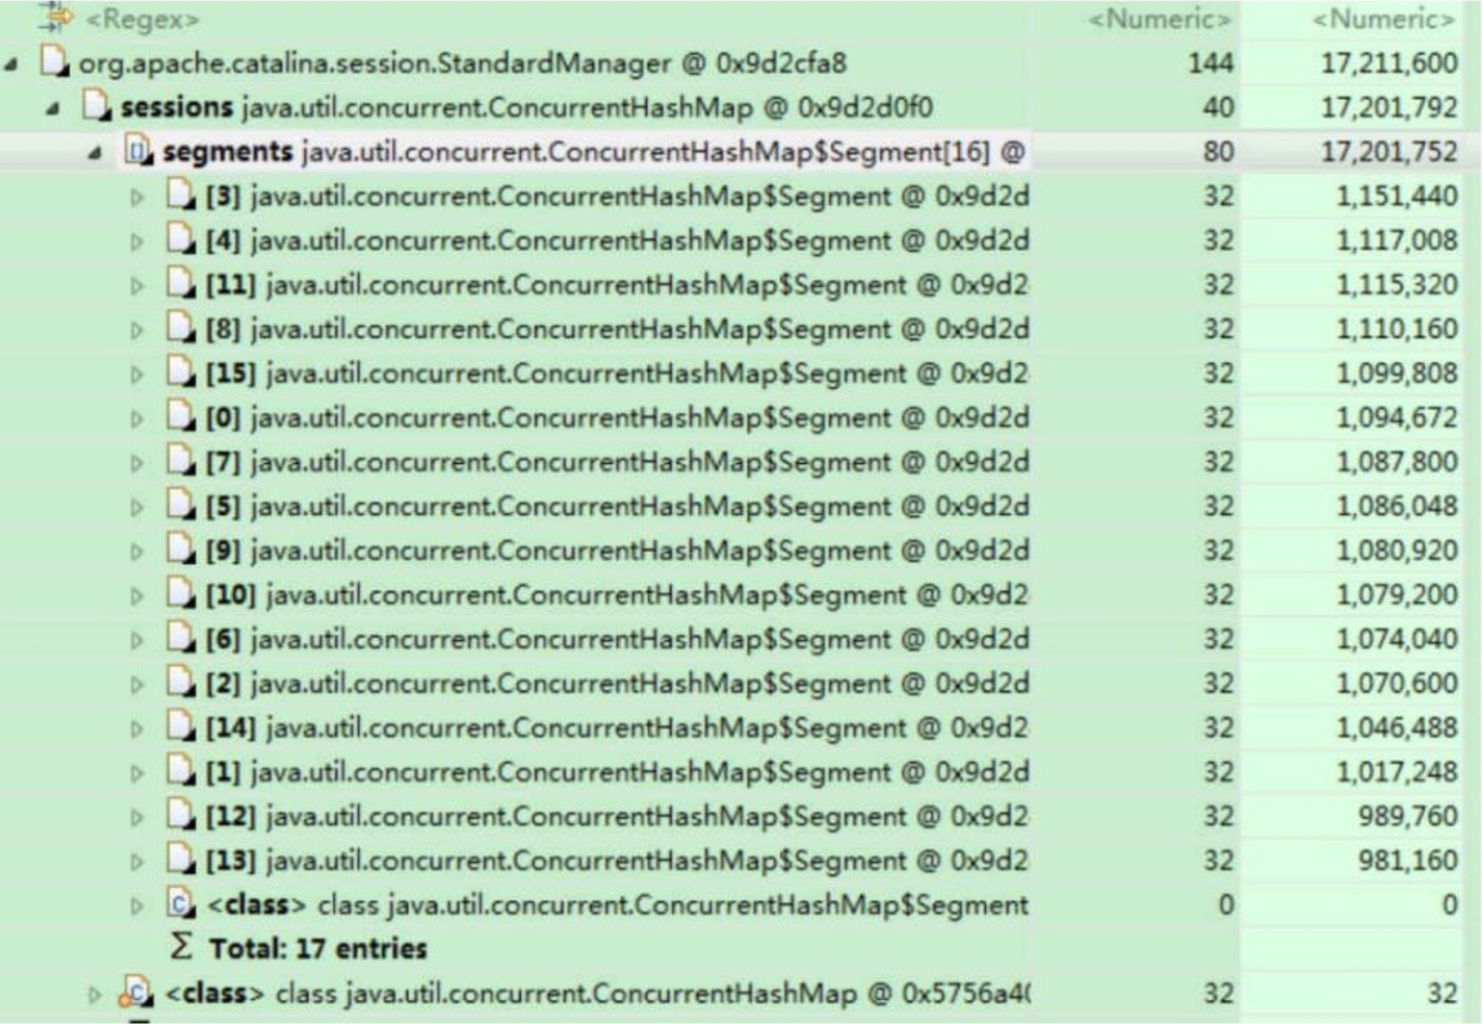 <Regex> <Numeric> <Numeric>
org.apache.catalina.session.StandardManager @ 0x9d2cfa8 144 17,211,600
sessions java.util.concurrent.ConcurrentHashMap @ 0x9d2d0f0 40 17,201,792
segments java.util.concurrent.ConcurrentHashMap$Segment[16] @ 80 17,201,752
[3] java.util.concurrent.ConcurrentHashMap$Segment @ 0x9d2d 32 1,151,440
[4] java.util.concurrent.ConcurrentHashMap$Segment @ 0x9d2d 32 1,117,008
[11] java.util.concurrent.ConcurrentHashMap$Segment @ 0x9d2 32 1,115,320
[8] java.util.concurrent.ConcurrentHashMap$Segment @ 0x9d2d 32 1,110,160
[15] java.util.concurrent.ConcurrentHashMap$Segment @ 0x9d2 32 1,099,808
[0] java.util.concurrent.ConcurrentHashMap$Segment @ 0x9d2d 32 1,094,672
[7] java.util.concurrent.ConcurrentHashMap$Segment @ 0x9d2d 32 1,087,800
[5] java.util.concurrent.ConcurrentHashMap$Segment @ 0x9d2d 32 1,086,048
[9] java.util.concurrent.ConcurrentHashMap$Segment @ 0x9d2d 32 1,080,920
[10] java.util.concurrent.ConcurrentHashMap$Segment @ 0x9d2 32 1,079,200
[6] java.util.concurrent.ConcurrentHashMap$Segment @ 0x9d2d 32 1,074,040
[2] java.util.concurrent.ConcurrentHashMap$Segment @ 0x9d2d 32 1,070,600
[14] java.util.concurrent.ConcurrentHashMap$Segment @ 0x9d2 32 1,046,488
[1] java.util.concurrent.ConcurrentHashMap$Segment @ 0x9d2d 32 1,017,248
[12] java.util.concurrent.ConcurrentHashMap$Segment @ 0x9d2 32 989,760
[13] java.util.concurrent.ConcurrentHashMap$Segment @ 0x9d2 32 981,160
<class> class java.util.concurrent.ConcurrentHashMap$Segment 0 0
Σ Total: 17 entries
<class> class java.util.concurrent.ConcurrentHashMap @ 0x5756a40 32 32